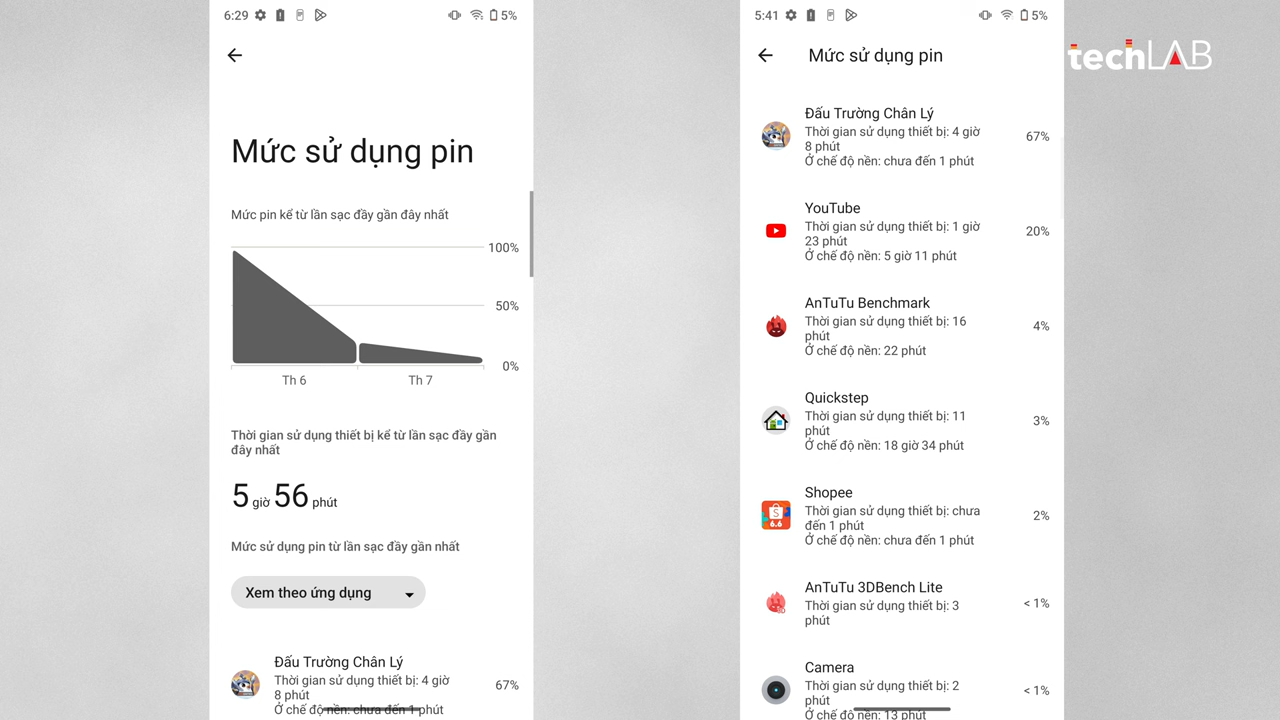 6:29
5%
Mức sử dụng pin
Mức pin kể từ lần sạc đầy gần đây nhất
100%
50%
0%
Th 6
Th 7
Thời gian sử dụng thiết bị kể từ lần sạc đầy gần
đây nhất
5 giờ 56 phút
Mức sử dụng pin từ lần sạc đầy gần nhất
Xem theo ứng dụng
Đấu Trường Chân Lý
Thời gian sử dụng thiết bị: 4 giờ
8 phút
Ở chế độ nền: chưa đến 1 phút
67%
5:41
5%
Mức sử dụng pin
Đấu Trường Chân Lý
Thời gian sử dụng thiết bị: 4 giờ
8 phút
Ở chế độ nền: chưa đến 1 phút
67%
YouTube
Thời gian sử dụng thiết bị: 1 giờ
23 phút
Ở chế độ nền: 5 giờ 11 phút
20%
AnTuTu Benchmark
Thời gian sử dụng thiết bị: 16
phút
Ở chế độ nền: 22 phút
4%
Quickstep
Thời gian sử dụng thiết bị: 11
phút
Ở chế độ nền: 18 giờ 34 phút
3%
Shopee
Thời gian sử dụng thiết bị: chưa
đến 1 phút
Ở chế độ nền: chưa đến 1 phút
2%
S
6.6
AnTuTu 3DBench Lite
Thời gian sử dụng thiết bị: 3
phút
< 1%
Camera
Thời gian sử dụng thiết bị: 2
phút
Ở chế độ nền: 13 phút
< 1%
techLAB